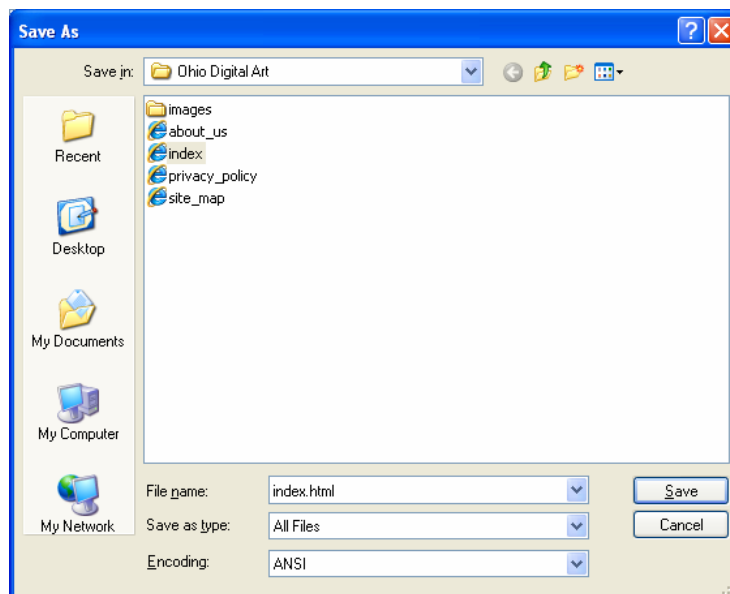 Save As
Save in:
Ohio Digital Art
images
about_us
index
privacy_policy
site_map
Recent
Desktop
My Documents
My Computer
My Network
File name:
index.html
Save
Save as type:
All Files
Cancel
Encoding:
ANSI